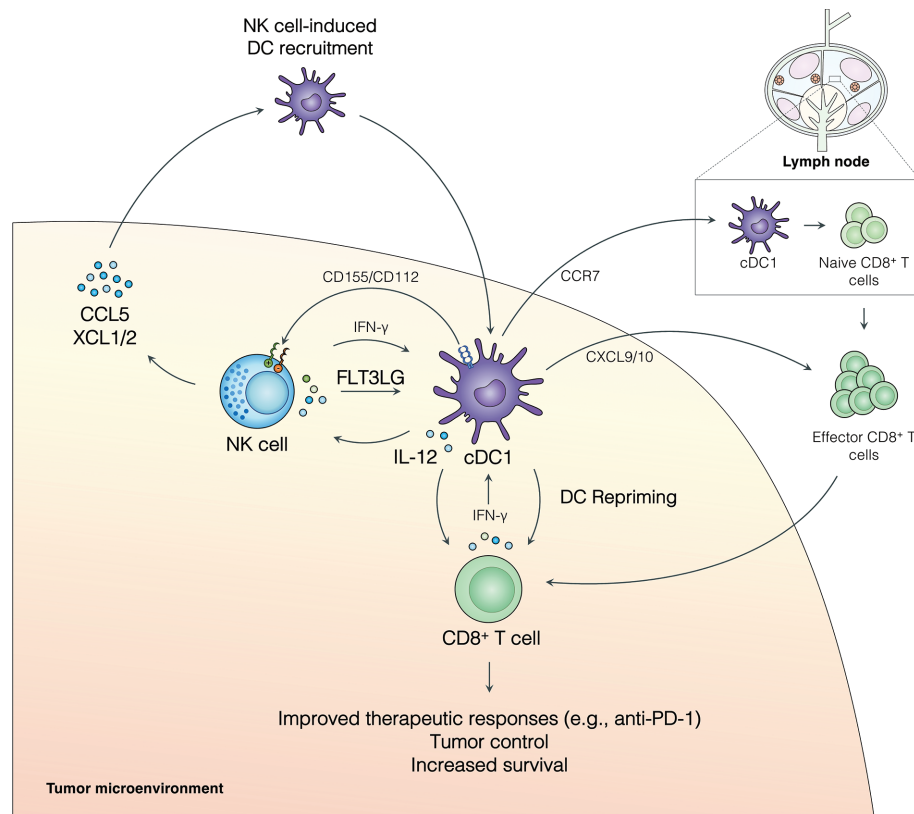 NK cell-induced
DC recruitment
Lymph node
cDC1
Naive CD8⁺ T
cells
CCR7
CD155/CD112
CCL5
XCL1/2
IFN-γ
CXCL9/10
FLT3LG
NK cell
IL-12
cDC1
Effector CD8⁺ T
cells
DC Repriming
IFN-γ
CD8⁺ T cell
Improved therapeutic responses (e.g., anti-PD-1)
Tumor control
Increased survival
Tumor microenvironment